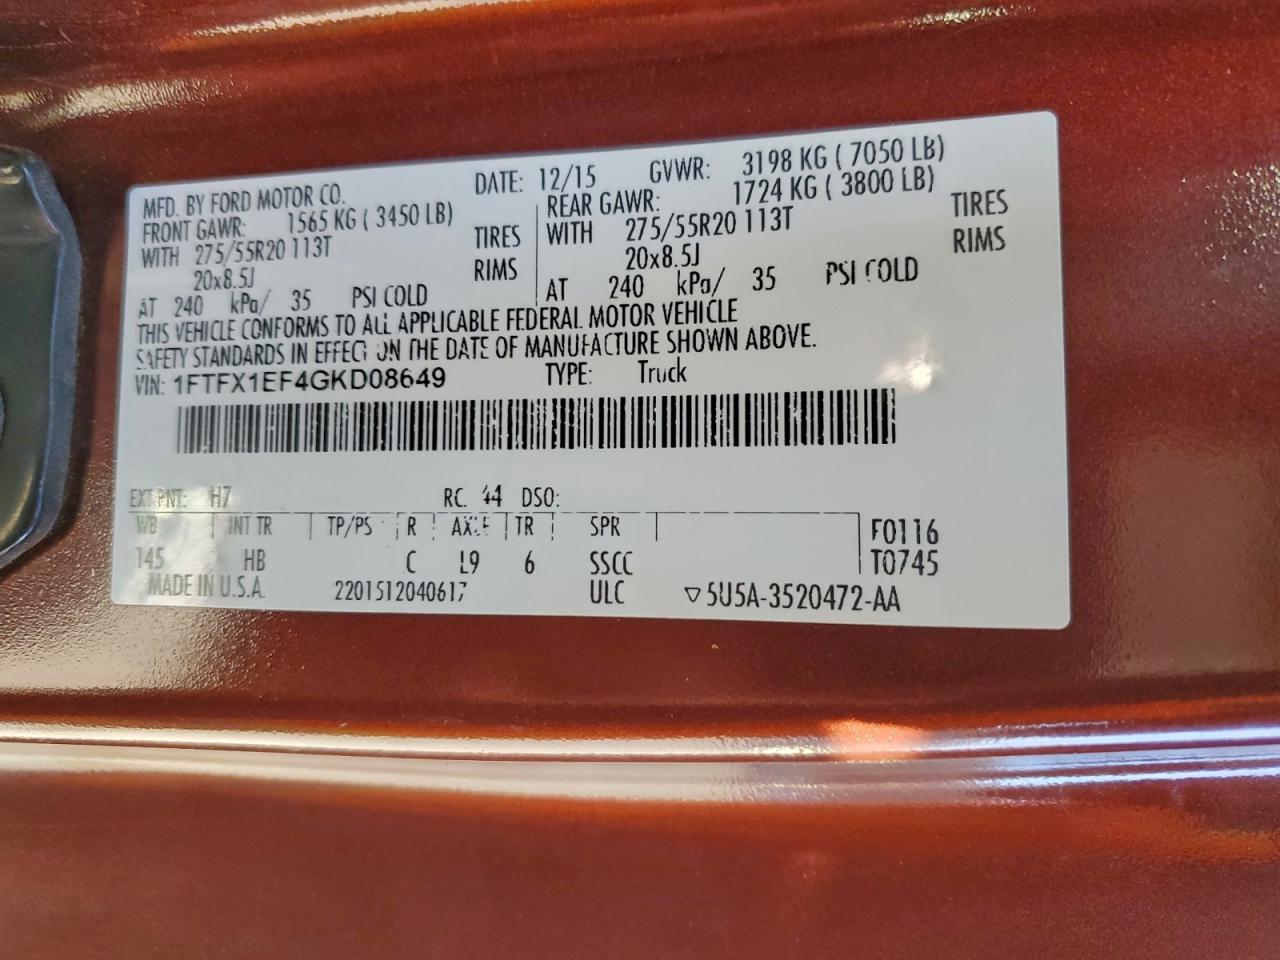 MFD. BY FORD MOTOR CO. DATE: 12/15 GVWR: 3198 KG ( 7050 LB)
FRONT GAWR: 1565 KG ( 3450 LB) REAR GAWR: 1724 KG ( 3800 LB)
WITH 275/55R20 113T TIRES WITH 275/55R20 113T TIRES
20x8.5J RIMS 20x8.5J RIMS
AT 240 kPa/ 35 PSI COLD AT 240 kPa/ 35 PSI COLD
THIS VEHICLE CONFORMS TO ALL APPLICABLE FEDERAL MOTOR VEHICLE
SAFETY STANDARDS IN EFFECT ON THE DATE OF MANUFACTURE SHOWN ABOVE.
VIN: 1FTFX1EF4GKD08649 TYPE: Truck
EXT PNT: H7 RC: 44 DSO:
WB INT TR TP/PS R AXLE TR SPR F0116
145 HB C L9 6 SSCC T0745
MADE IN U.S.A. 2201512040617 ULC ▽5U5A-3520472-AA